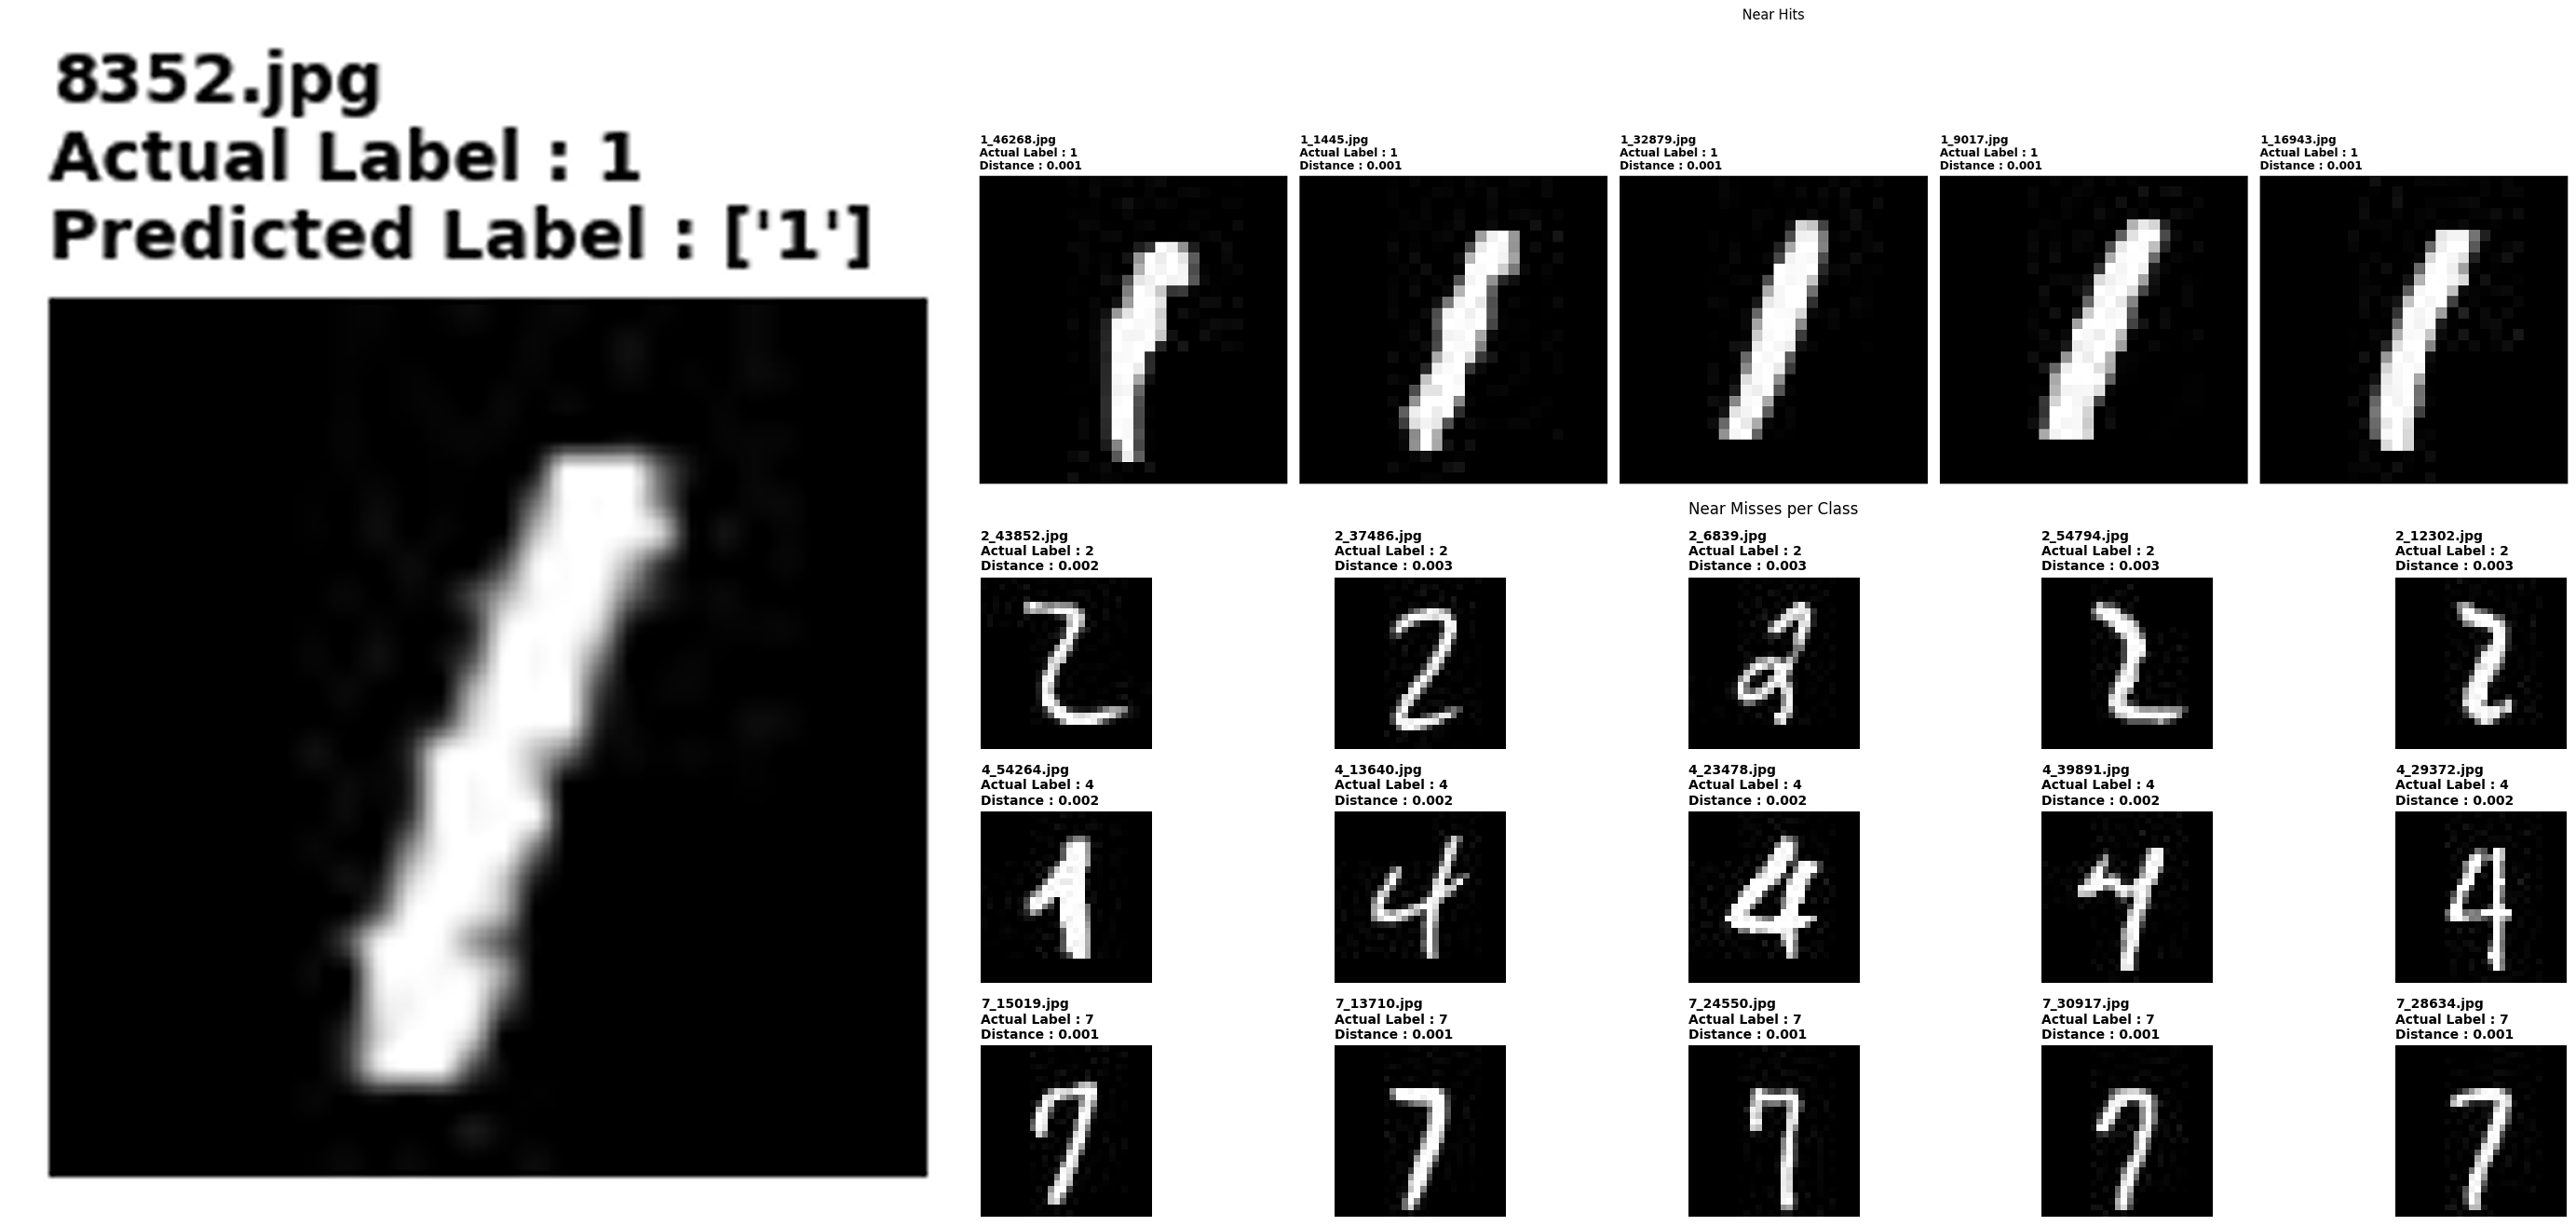 8352.jpg
Actual Label : 1
Predicted Label : ['1']
Near Hits
1_46268.jpg
Actual Label : 1
Distance : 0.001
1_1445.jpg
Actual Label : 1
Distance : 0.001
1_32879.jpg
Actual Label : 1
Distance : 0.001
1_9017.jpg
Actual Label : 1
Distance : 0.001
1_16943.jpg
Actual Label : 1
Distance : 0.001
Near Misses per Class
2_43852.jpg
Actual Label : 2
Distance : 0.002
2_37486.jpg
Actual Label : 2
Distance : 0.003
2_6839.jpg
Actual Label : 2
Distance : 0.003
2_54794.jpg
Actual Label : 2
Distance : 0.003
2_12302.jpg
Actual Label : 2
Distance : 0.003
4_54264.jpg
Actual Label : 4
Distance : 0.002
4_13640.jpg
Actual Label : 4
Distance : 0.002
4_23478.jpg
Actual Label : 4
Distance : 0.002
4_39891.jpg
Actual Label : 4
Distance : 0.002
4_29372.jpg
Actual Label : 4
Distance : 0.002
7_15019.jpg
Actual Label : 7
Distance : 0.001
7_13710.jpg
Actual Label : 7
Distance : 0.001
7_24550.jpg
Actual Label : 7
Distance : 0.001
7_30917.jpg
Actual Label : 7
Distance : 0.001
7_28634.jpg
Actual Label : 7
Distance : 0.001